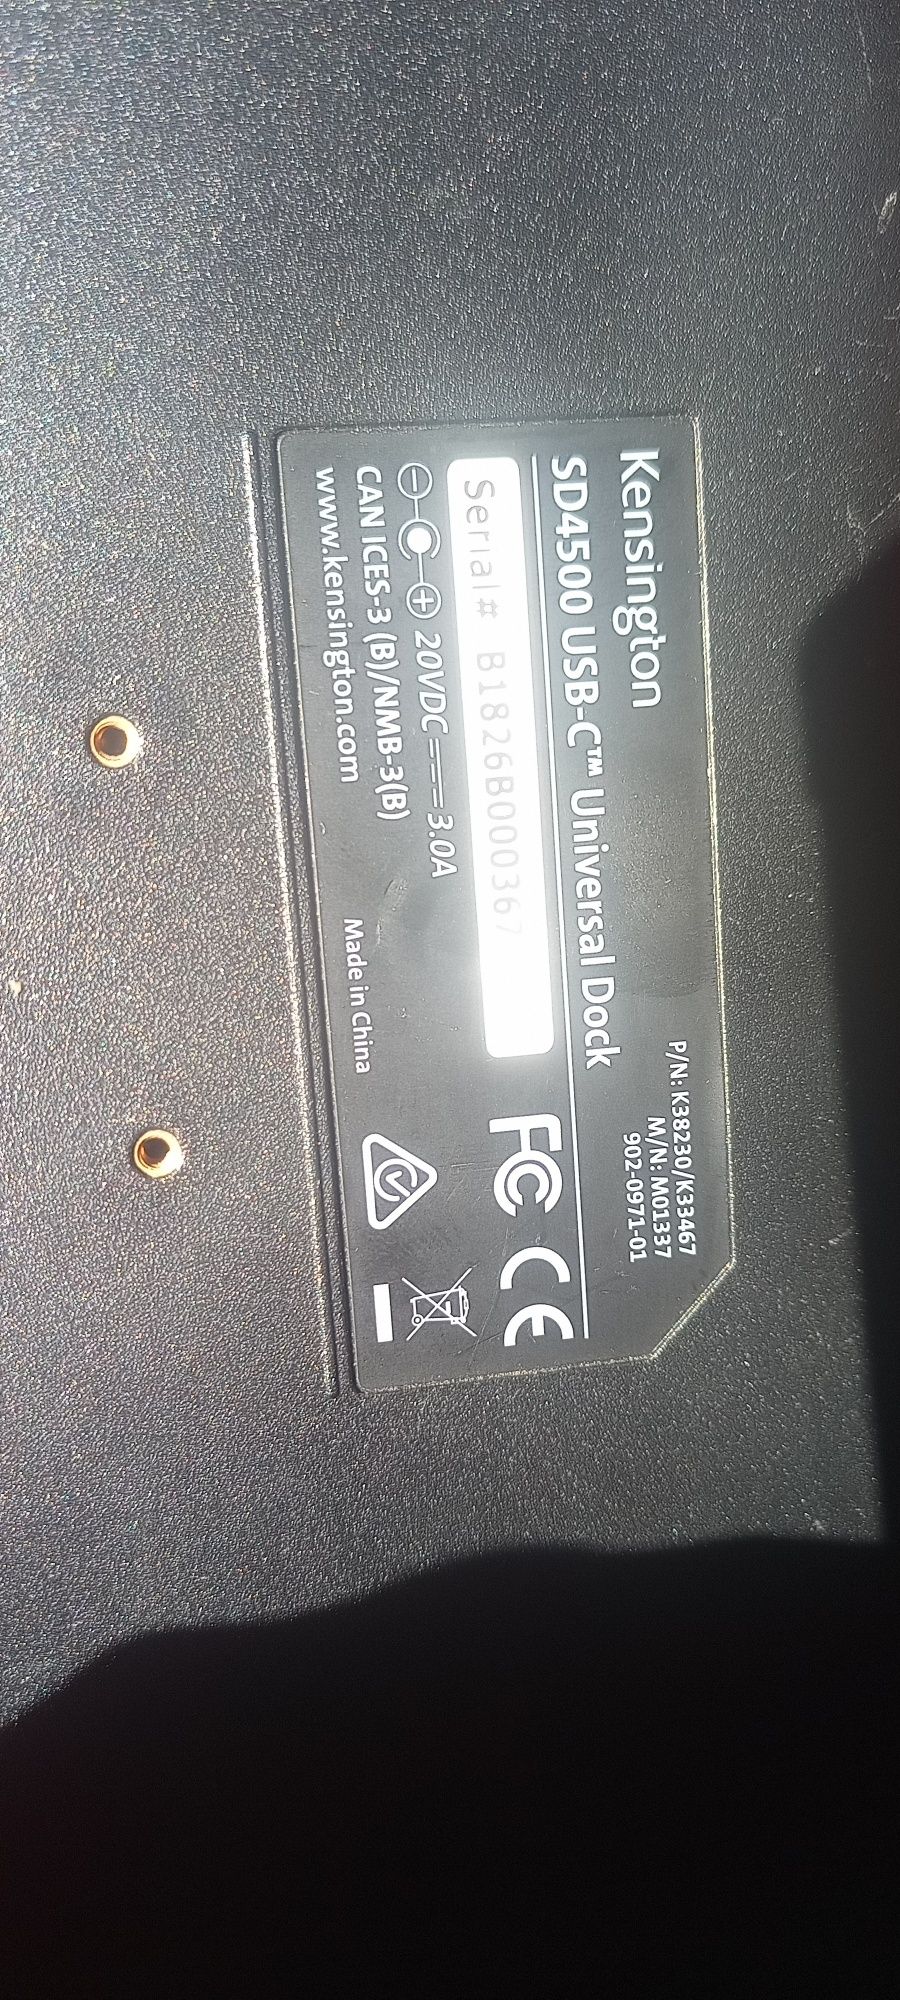 Kensington
P/N: K38230/K33467
M/N: M01337
902-0971-01
SD4500 USB-C™ Universal Dock
Serial# B1826B000367
FC CE
20VDC 3.0A
CAN ICES-3 (B)/NMB-3(B)
www.kensington.com
Made in China